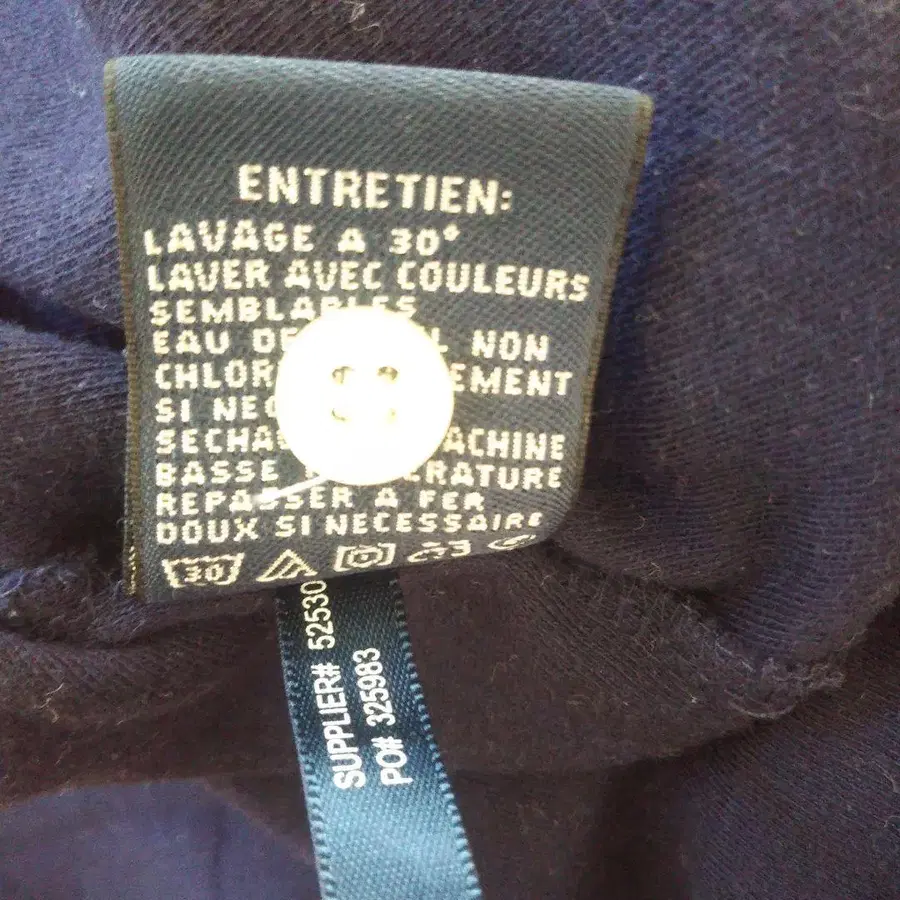 ENTRETIEN:
LAVAGE A 30°
LAVER AVEC COULEURS
SEMBLABLES
EAU NON
SI
BASSE
REPASSER A FER
DOUX SI NECESSAIRE
30
SUPPLIER# 52530
PO# 325983